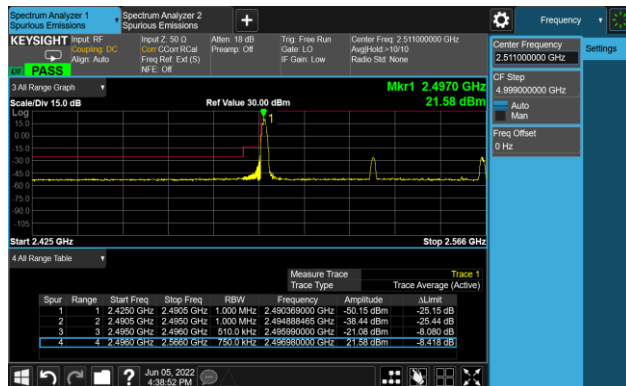 Spectrum Analyzer 1
Spurious Emissions
Spectrum Analyzer 2
Spurious Emissions
+
Frequency
KEYSIGHT
Input: RF
Coupling: DC
Align: Auto
Input Z: 50 Ω
Corr CCorr RCal
Freq Ref: Ext (S)
NFE: Off
Atten: 18 dB
Preamp: Off
Trig: Free Run
Gate: LO
IF Gain: Low
Center Freq: 2.511000000 GHz
Avg|Hold:>10/10
Radio Std: None
PASS
Center Frequency
2.511000000 GHz
Settings
CF Step
4.999000000 GHz
Auto
Man
Freq Offset
0 Hz
3 All Range Graph
Mkr1 2.4970 GHz
21.58 dBm
Scale/Div 15.0 dB
Ref Value 30.00 dBm
Log
15.0
0.00
-15.0
-30.0
-45.0
-60.0
-75.0
-90.0
-105
1
Start 2.425 GHz
Stop 2.566 GHz
4 All Range Table
Measure Trace Trace 1
Trace Type Trace Average (Active)
Spur Range Start Freq Stop Freq RBW Frequency Amplitude ΔLimit
1 1 2.4250 GHz 2.4905 GHz 1.000 MHz 2.490369000 GHz -50.15 dBm -25.15 dB
2 2 2.4905 GHz 2.4950 GHz 1.000 MHz 2.494888465 GHz -38.44 dBm -25.44 dB
3 3 2.4950 GHz 2.4960 GHz 510.0 kHz 2.495990000 GHz -21.08 dBm -8.080 dB
4 4 2.4960 GHz 2.5660 GHz 750.0 kHz 2.496980000 GHz 21.58 dBm -8.418 dB
?
Jun 05, 2022
4:38:52 PM